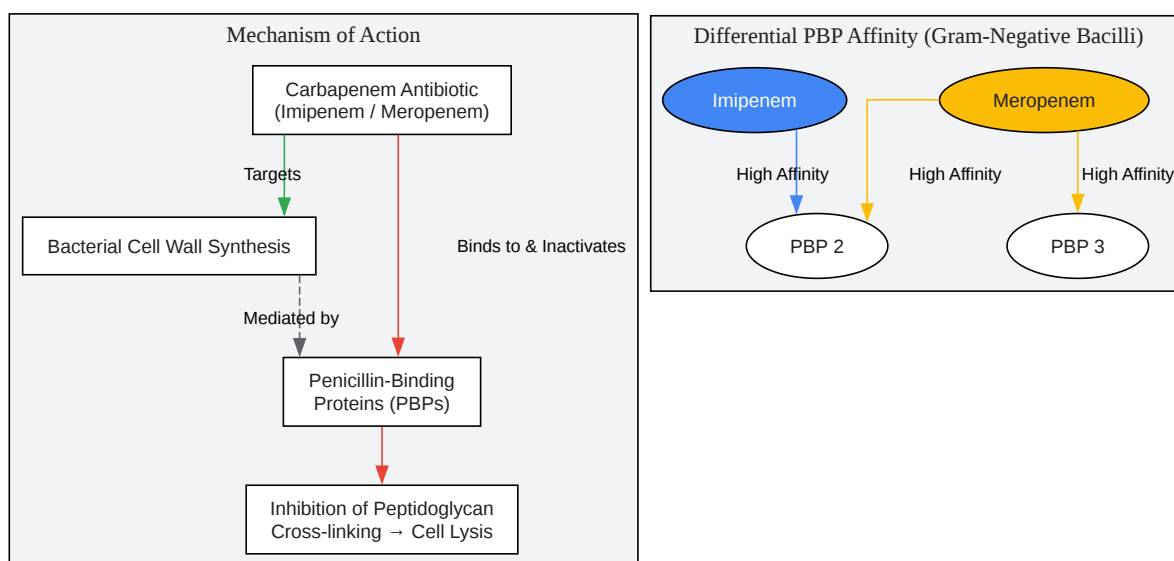 Mechanism of Action
Carbapenem Antibiotic
(Imipenem / Meropenem)
Targets
Bacterial Cell Wall Synthesis
Binds to & Inactivates
Mediated by
Penicillin-Binding
Proteins (PBPs)
Inhibition of Peptidoglycan
Cross-linking → Cell Lysis
Differential PBP Affinity (Gram-Negative Bacilli)
Imipenem
Meropenem
High Affinity
High Affinity
High Affinity
PBP 2
PBP 3